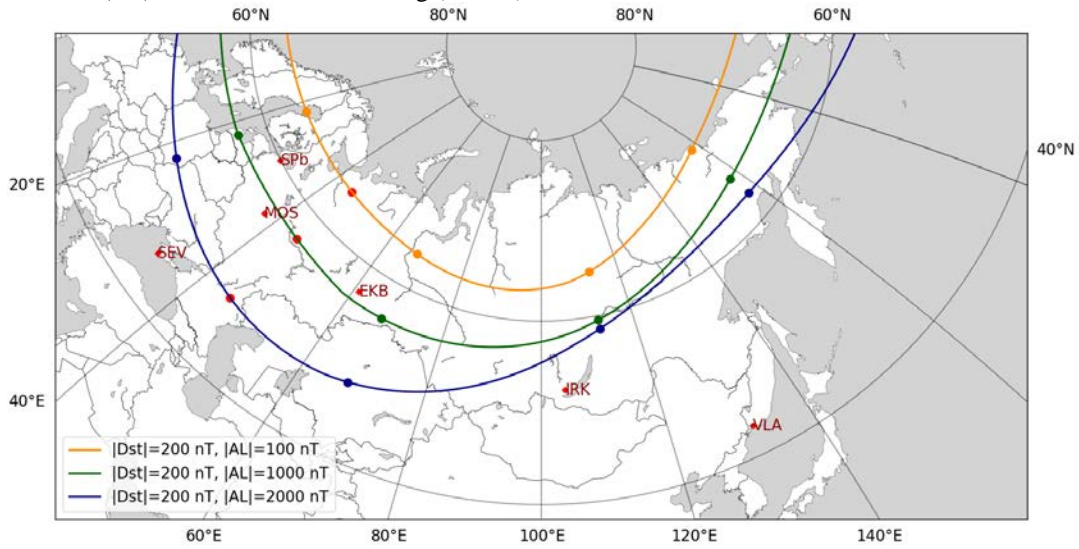 60°N 80°N 80°N 60°N
40°N
SPb
20°E
MOS
SEV
EKB
IRK
40°E
VLA
|Dst|=200 nT, |AL|=100 nT
|Dst|=200 nT, |AL|=1000 nT
|Dst|=200 nT, |AL|=2000 nT
60°E 80°E 100°E 120°E 140°E